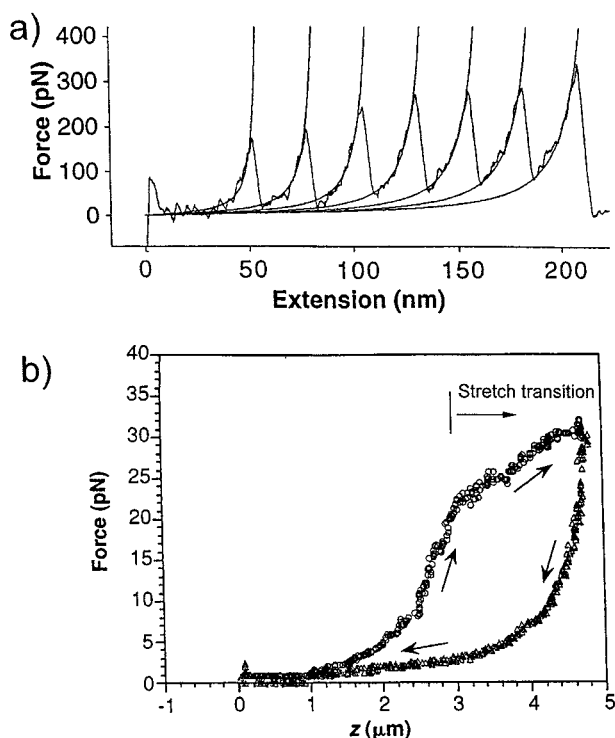 a)
400
300
200
100
0
Force (pN)
0 50 100 150 200
Extension (nm)
b)
40
35
30
25
20
15
10
5
0
Force (pN)
Stretch transition
-1 0 1 2 3 4 5
z (μm)